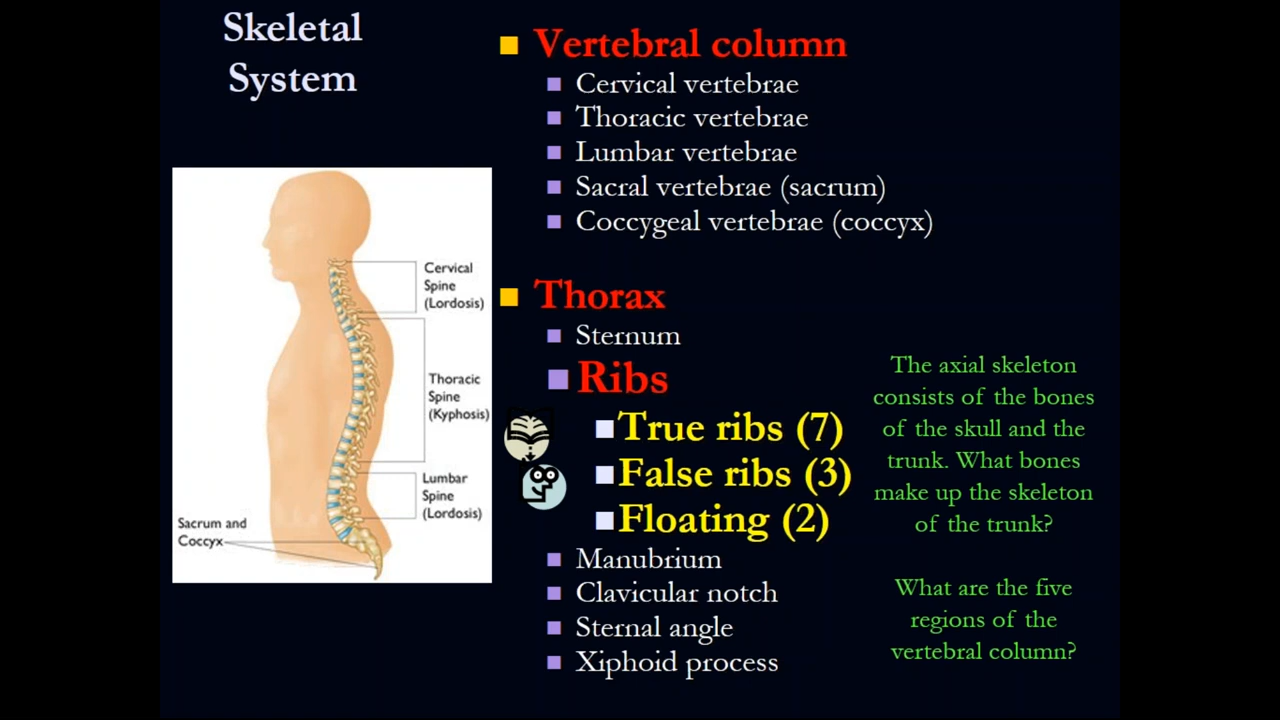 Skeletal
System
Vertebral column
Cervical vertebrae
Thoracic vertebrae
Lumbar vertebrae
Sacral vertebrae (sacrum)
Coccygeal vertebrae (coccyx)
Cervical
Spine
(Lordosis)
Thoracic
Spine
(Kyphosis)
Lumbar
Spine
(Lordosis)
Sacrum and
Coccyx
Thorax
Sternum
Ribs
True ribs (7)
False ribs (3)
Floating (2)
Manubrium
Clavicular notch
Sternal angle
Xiphoid process
The axial skeleton
consists of the bones
of the skull and the
trunk. What bones
make up the skeleton
of the trunk?
What are the five
regions of the
vertebral column?